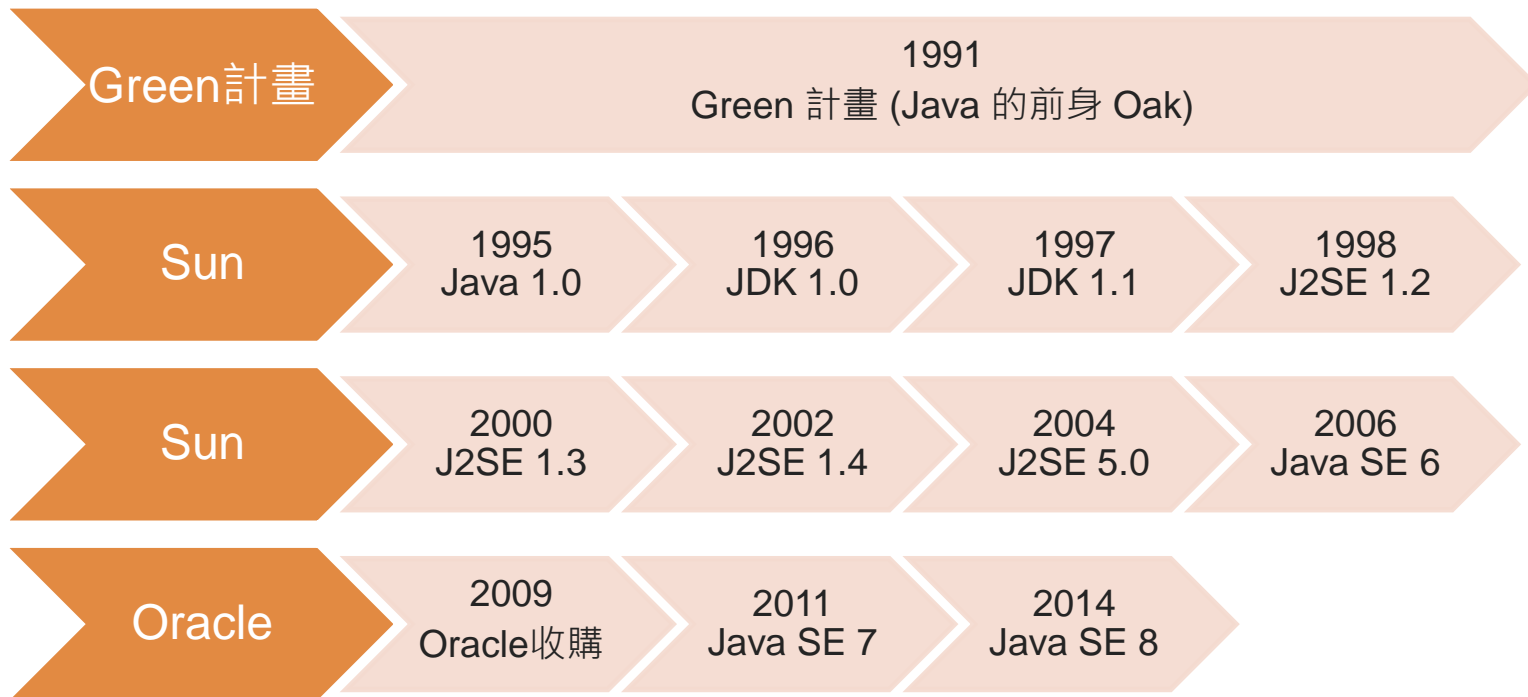 Green計畫
1991
Green 計畫 (Java 的前身 Oak)
Sun
1995
Java 1.0
1996
JDK 1.0
1997
JDK 1.1
1998
J2SE 1.2
Sun
2000
J2SE 1.3
2002
J2SE 1.4
2004
J2SE 5.0
2006
Java SE 6
Oracle
2009
Oracle收購
2011
Java SE 7
2014
Java SE 8